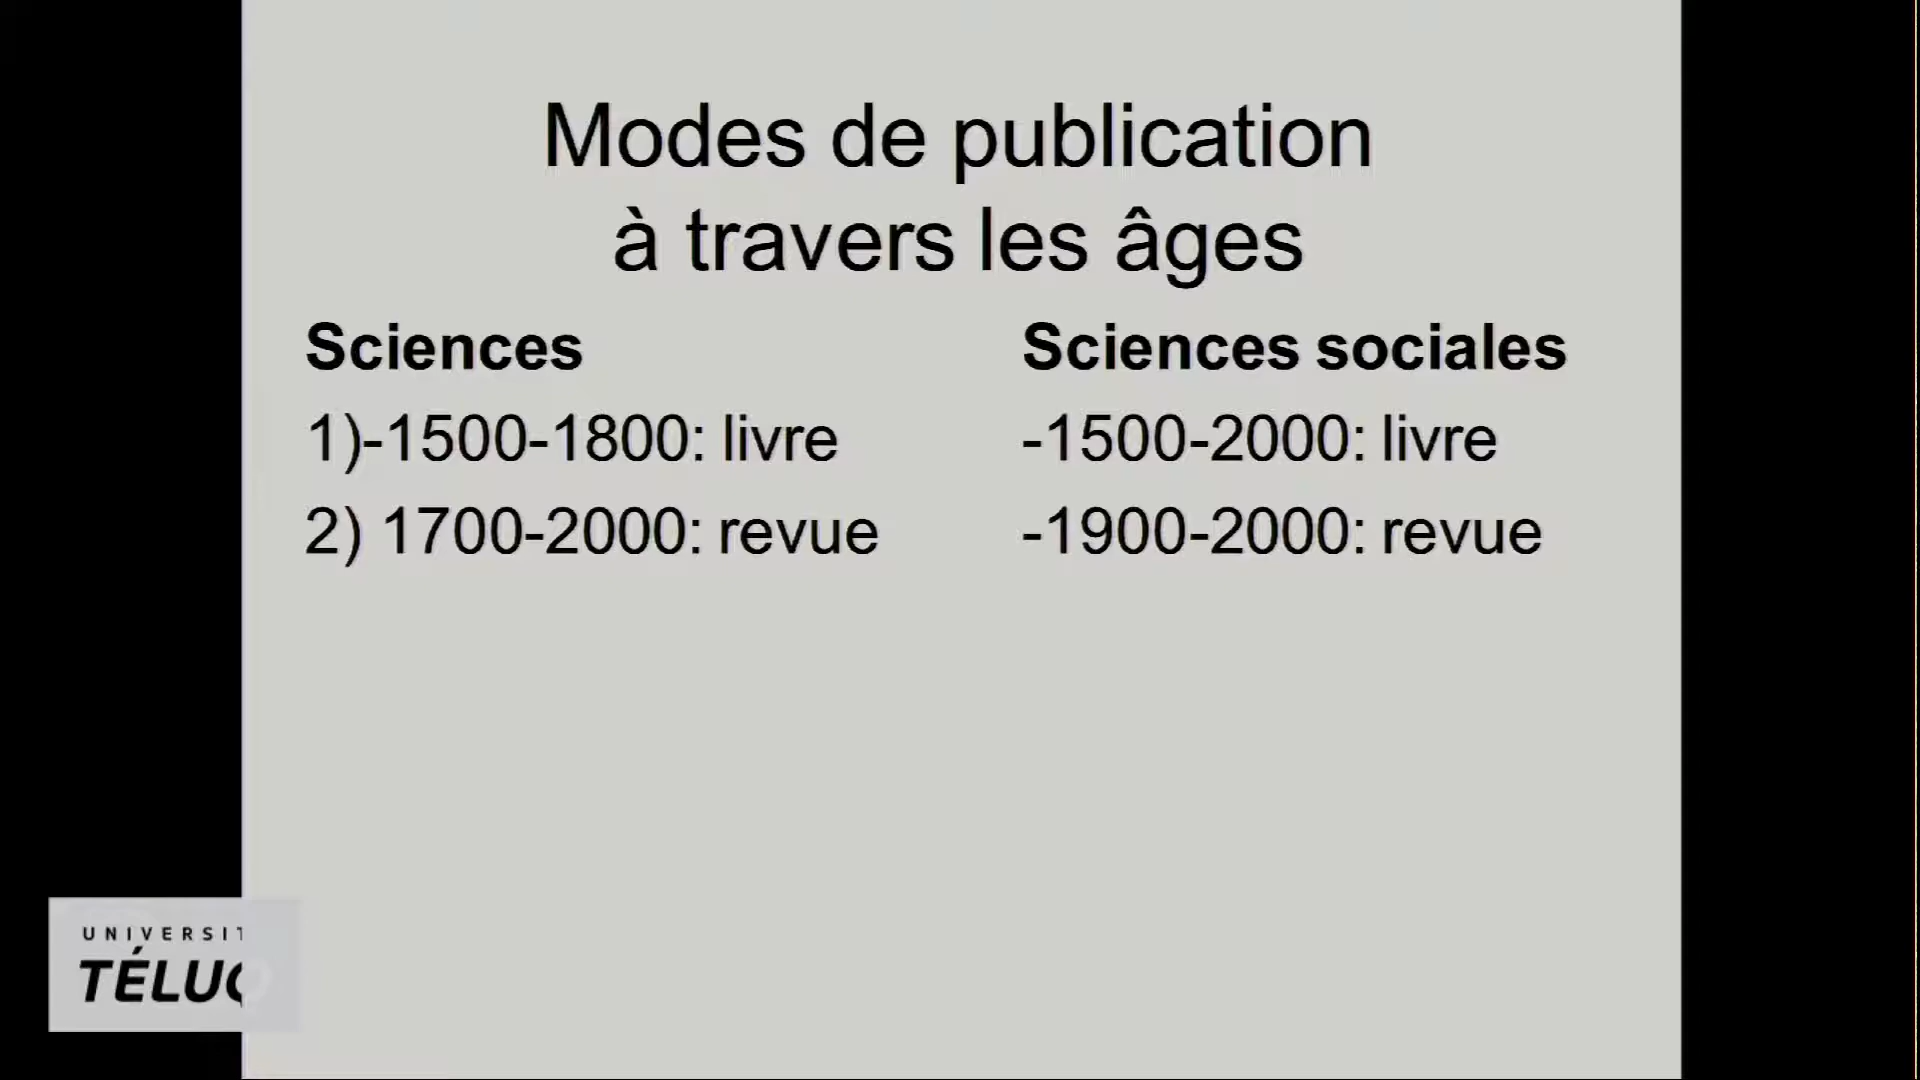 Modes de publication
à travers les âges
Sciences
Sciences sociales
1)-1500-1800: livre
-1500-2000: livre
2) 1700-2000: revue
-1900-2000: revue
UNIVERSIT
TÉLUQ